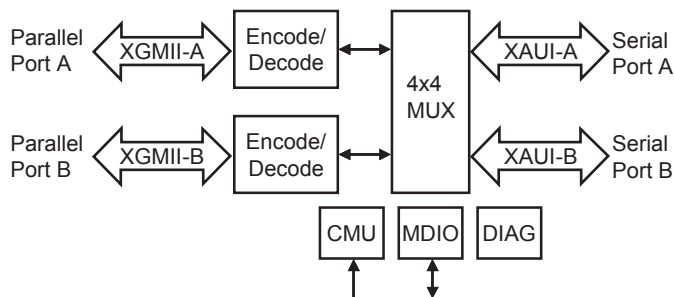 Parallel
Port A
XGMII-A
Encode/
Decode
4x4
MUX
XAUI-A
Serial
Port A
Parallel
Port B
XGMII-B
Encode/
Decode
XAUI-B
Serial
Port B
CMU
MDIO
DIAG